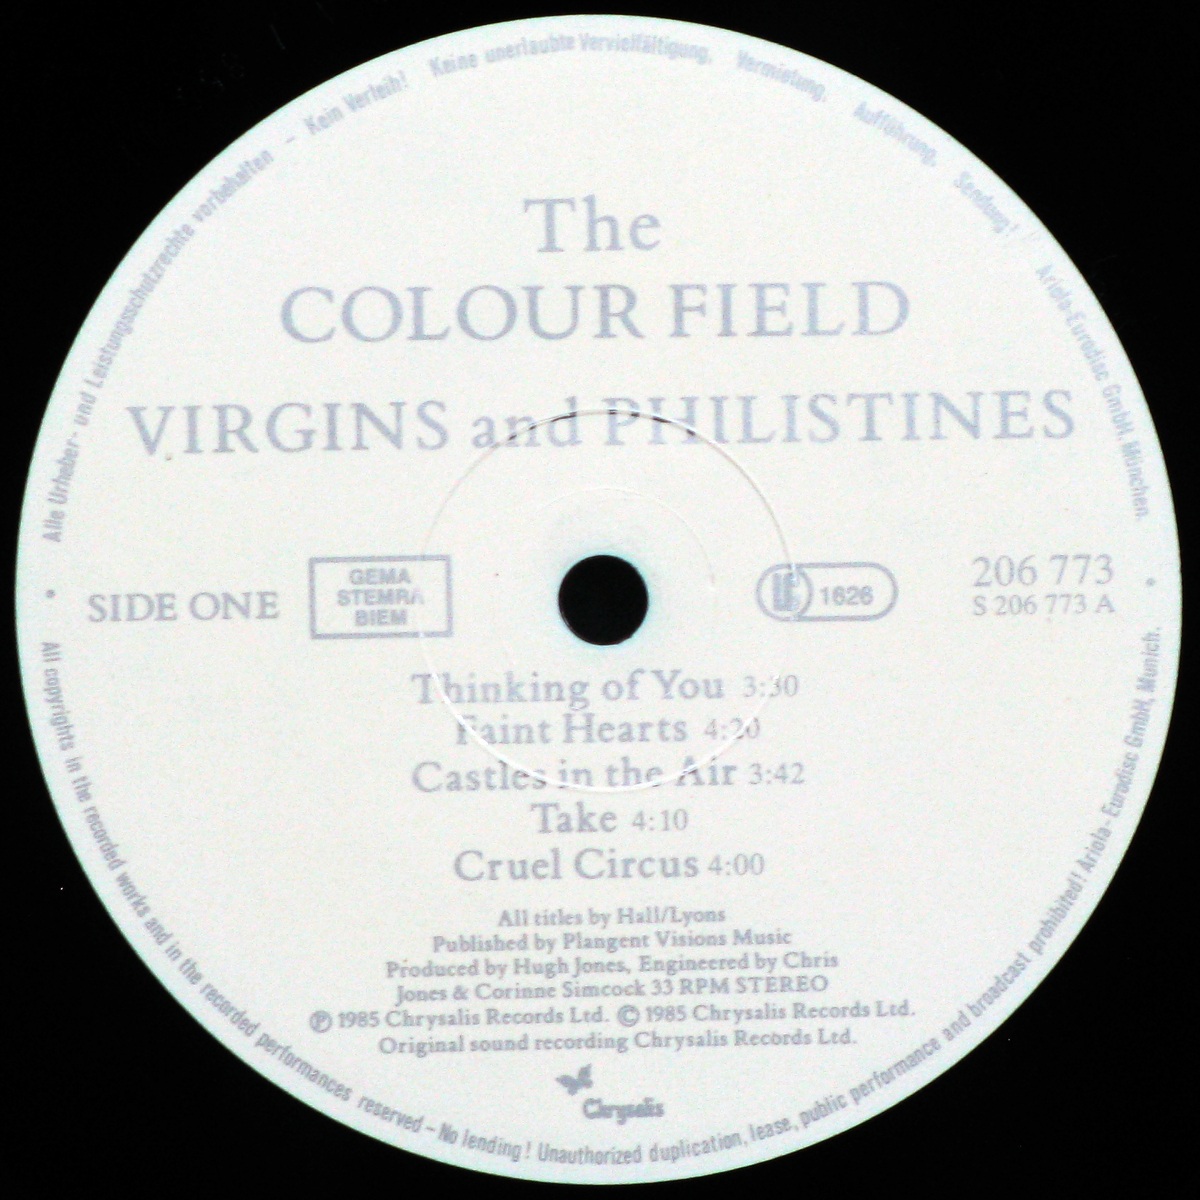 Alle Urheber- und Leistungsschutzrechte vorbehalten – Kein Verleih! Keine unerlaubte Vervielfältigung, Vermietung, Aufführung, Sendung! Ariola-Eurodisc GmbH, München.
The
COLOUR FIELD
VIRGINS and PHILISTINES
SIDE ONE
GEMA
STEMRA
BIEM
LC 1626
206 773
S 206 773 A
Thinking of You 3:30
Faint Hearts 4:20
Castles in the Air 3:42
Take 4:10
Cruel Circus 4:00
All titles by Hall/Lyons
Published by Plangent Visions Music
Produced by Hugh Jones, Engineered by Chris
Jones & Corinne Simcock 33 RPM STEREO
℗ 1985 Chrysalis Records Ltd. © 1985 Chrysalis Records Ltd.
Original sound recording Chrysalis Records Ltd.
Chrysalis
All copyrights in the recorded works and in the recorded performances reserved – No lending! Unauthorized duplication, lease, public performance and broadcast prohibited! Ariola-Eurodisc GmbH, Munich.